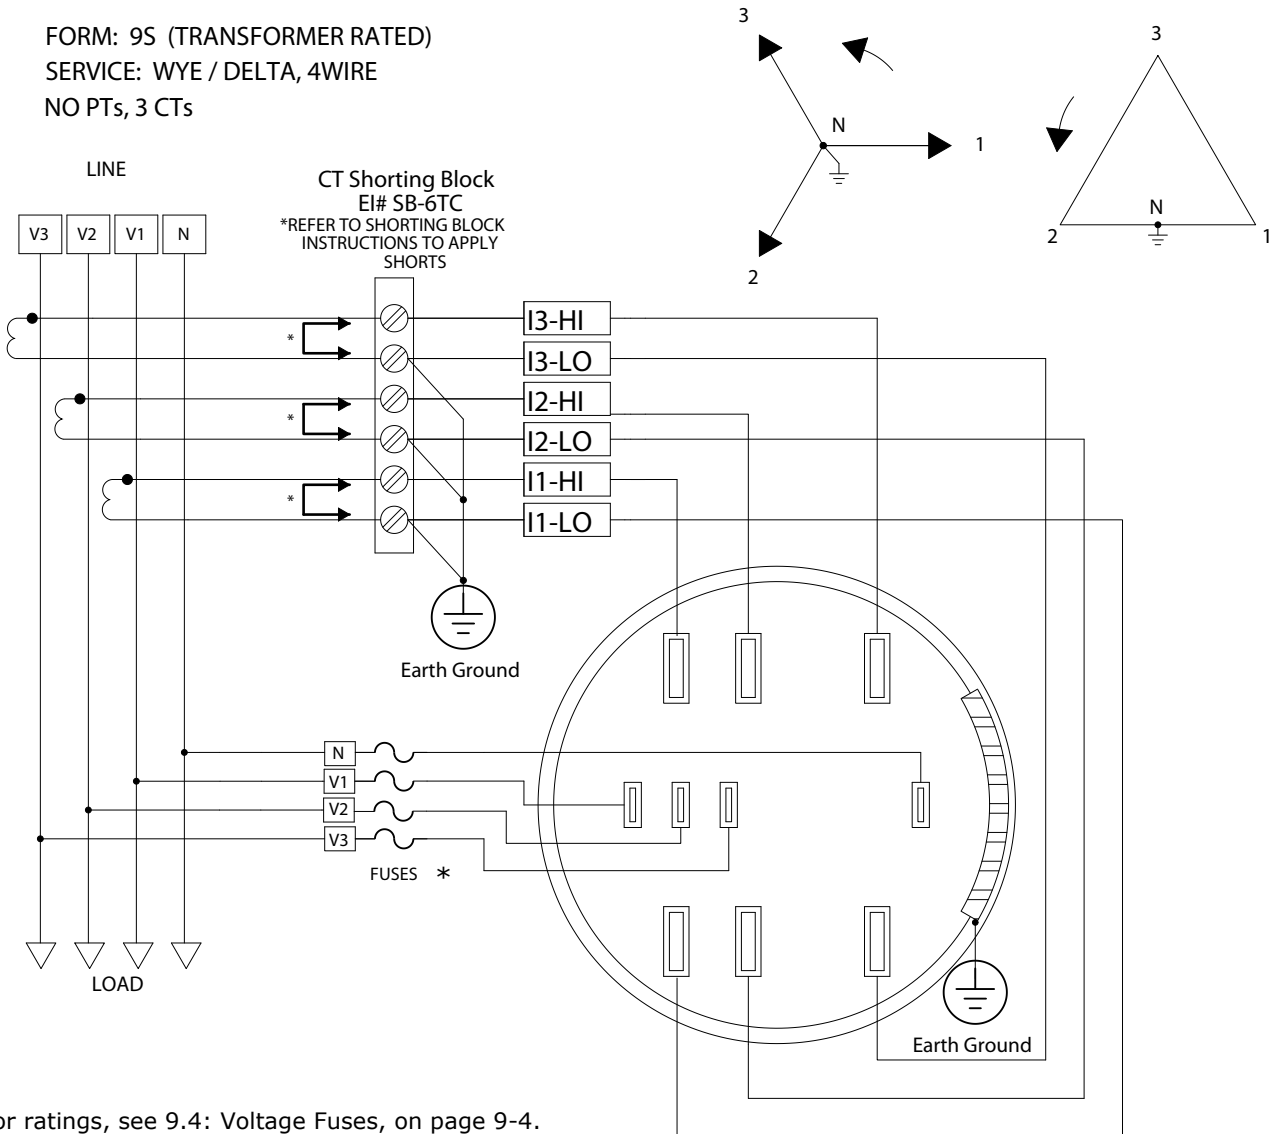 FORM: 9S (TRANSFORMER RATED)
SERVICE: WYE / DELTA, 4WIRE
NO PTs, 3 CTs
3
N
1
2
3
N
2
1
LINE
V3
V2
V1
N
CT Shorting Block
EI# SB-6TC
*REFER TO SHORTING BLOCK
INSTRUCTIONS TO APPLY
SHORTS
*
*
*
I3-HI
I3-LO
I2-HI
I2-LO
I1-HI
I1-LO
Earth Ground
N
V1
V2
V3
FUSES *
LOAD
Earth Ground
or ratings, see 9.4: Voltage Fuses, on page 9-4.